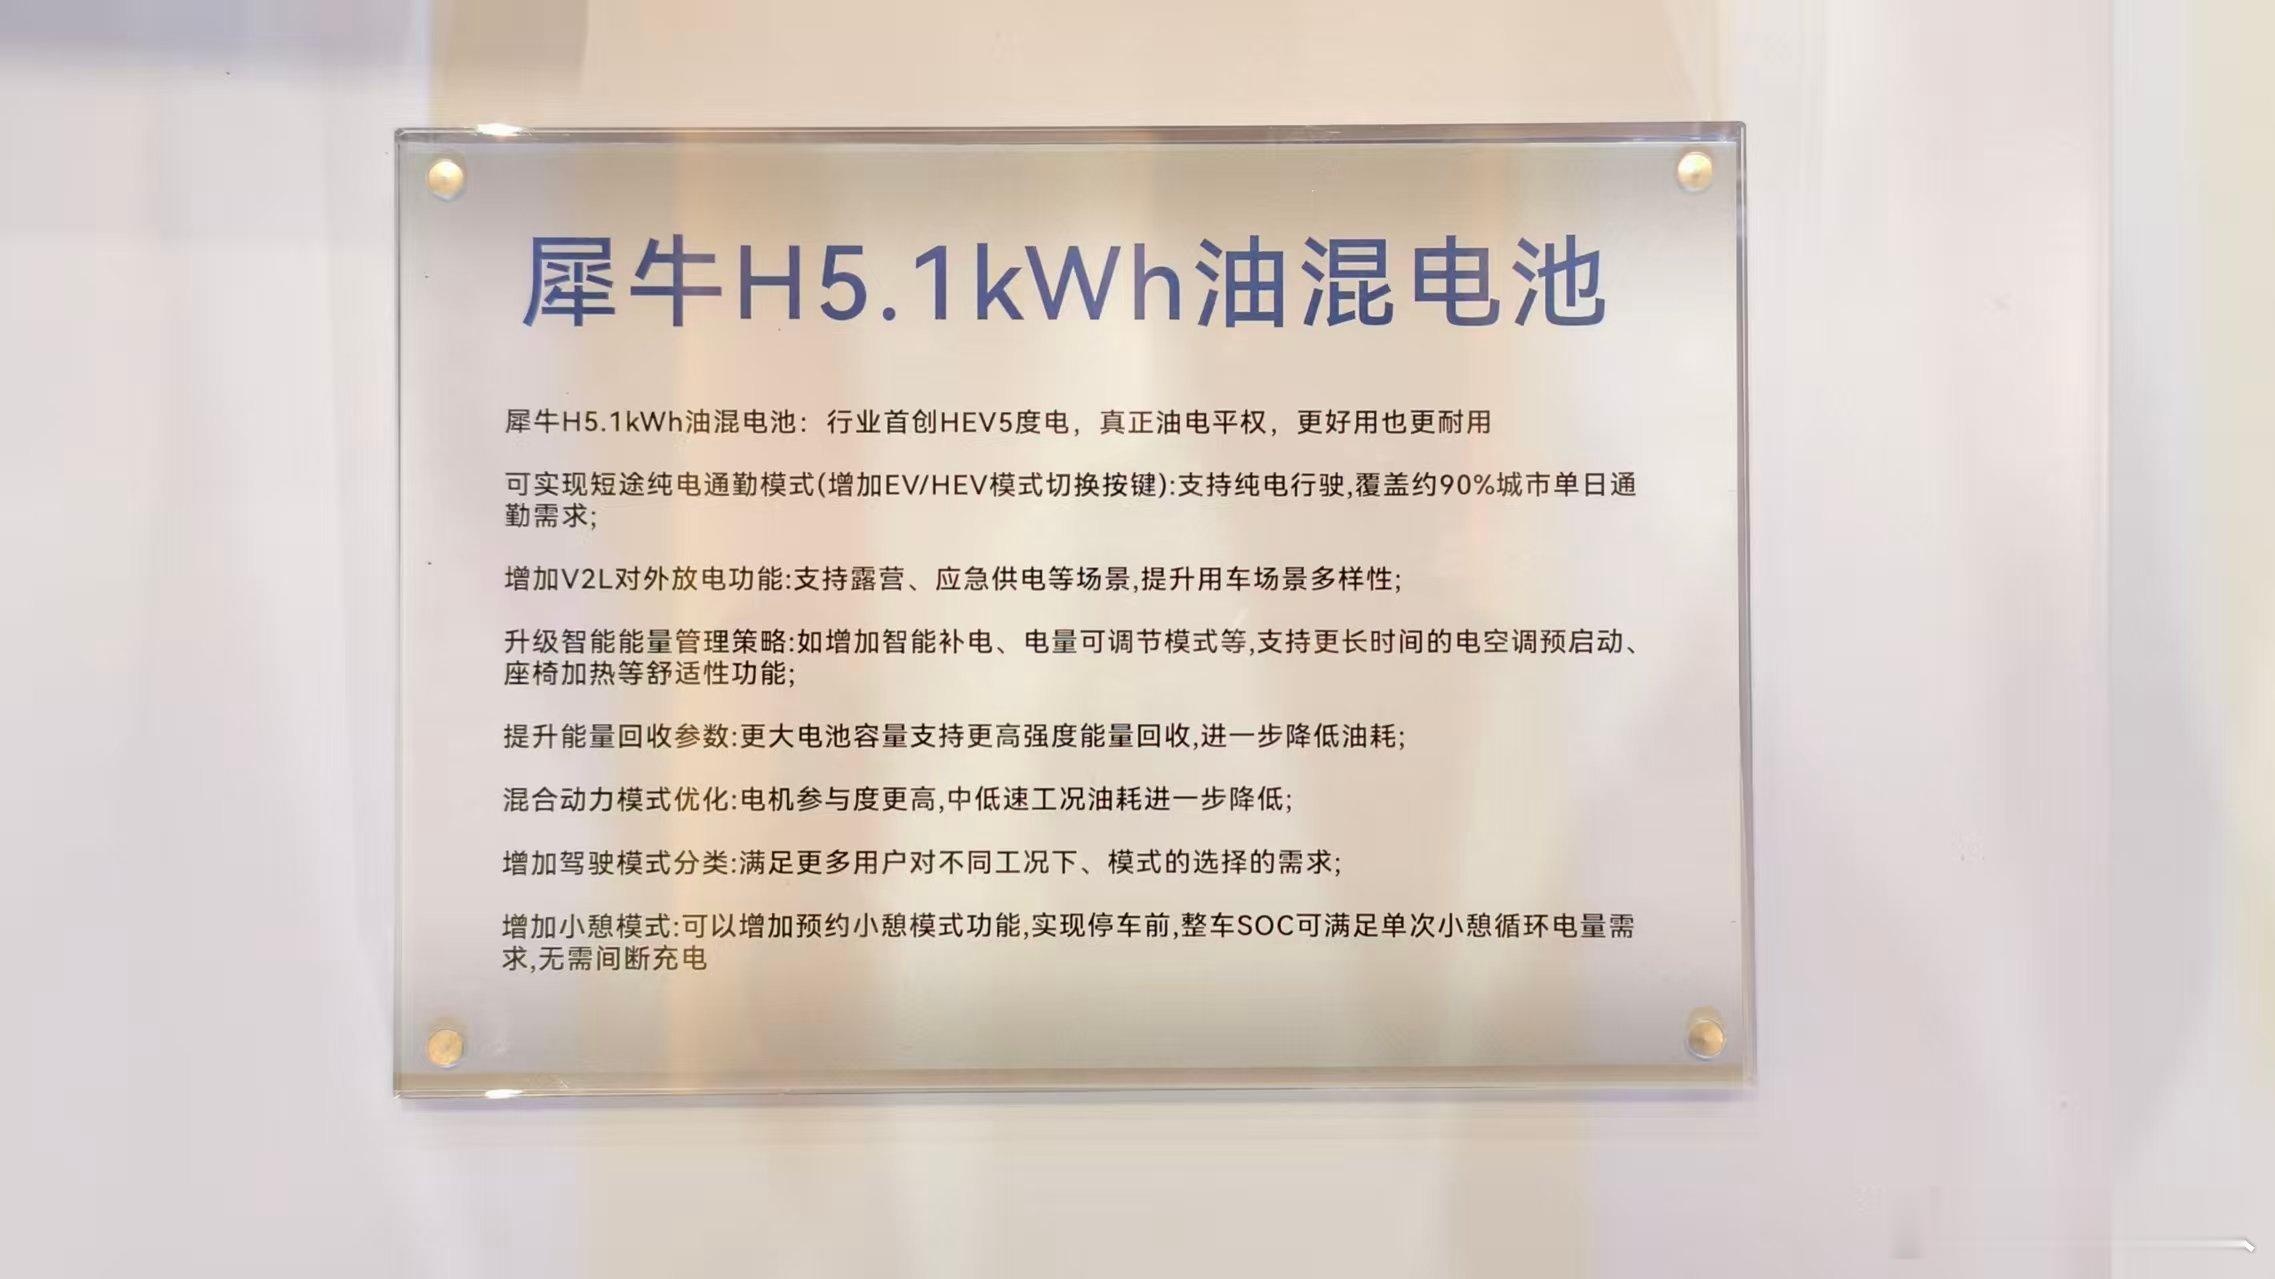 犀牛H5.1kWh油混电池
犀牛H5.1kWh油混电池：行业首创HEV5度电，真正油电平权，更好用也更耐用
可实现短途纯电通勤模式(增加EV/HEV模式切换按键):支持纯电行驶,覆盖约90%城市单日通
勤需求;
增加V2L对外放电功能:支持露营、应急供电等场景,提升用车场景多样性;
升级智能能量管理策略:如增加智能补电、电量可调节模式等,支持更长时间的电空调预启动、
座椅加热等舒适性功能;
提升能量回收参数:更大电池容量支持更高强度能量回收,进一步降低油耗;
混合动力模式优化:电机参与度更高,中低速工况油耗进一步降低;
增加驾驶模式分类:满足更多用户对不同工况下、模式的选择的需求;
增加小憩模式:可以增加预约小憩模式功能,实现停车前,整车SOC可满足单次小憩循环电量需
求,无需间断充电